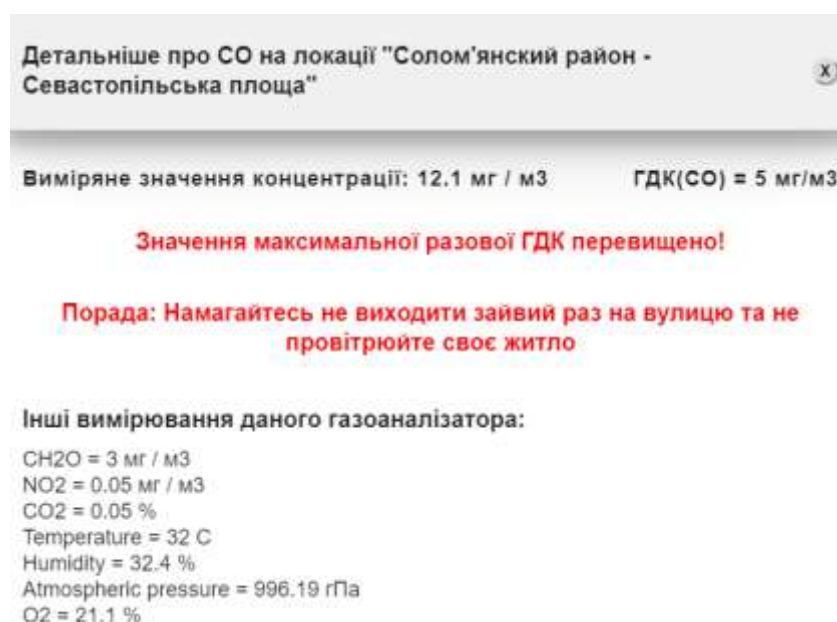 Детальніше про СО на локації "Солом'янский район -
Севастопільська площа"
X
Виміряне значення концентрації: 12.1 мг / м3 ГДК(СО) = 5 мг/м3
Значення максимальної разової ГДК перевищено!
Порада: Намагайтесь не виходити зайвий раз на вулицю та не
провітрюйте своє житло
Інші вимірювання даного газоаналізатора:
CH2O = 3 мг / м3
NO2 = 0.05 мг / м3
CO2 = 0.05 %
Temperature = 32 C
Humidity = 32.4 %
Atmospheric pressure = 996.19 гПа
O2 = 21.1 %